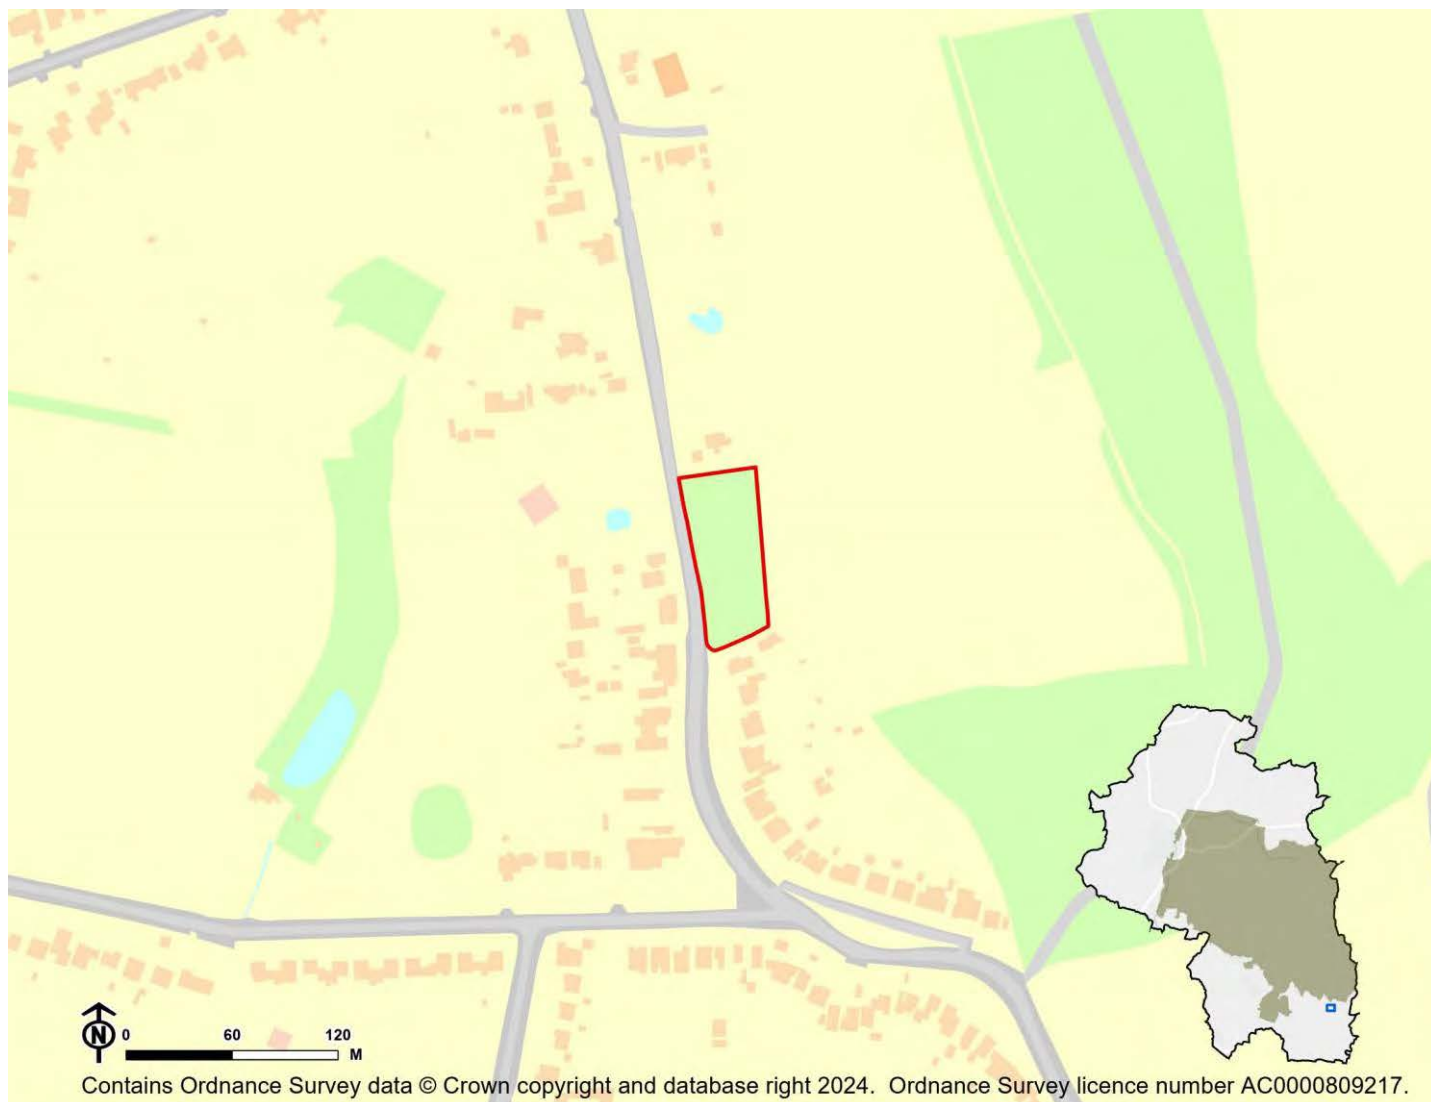 N 0 60 120
M
Contains Ordnance Survey data © Crown copyright and database right 2024. Ordnance Survey licence number AC0000809217.